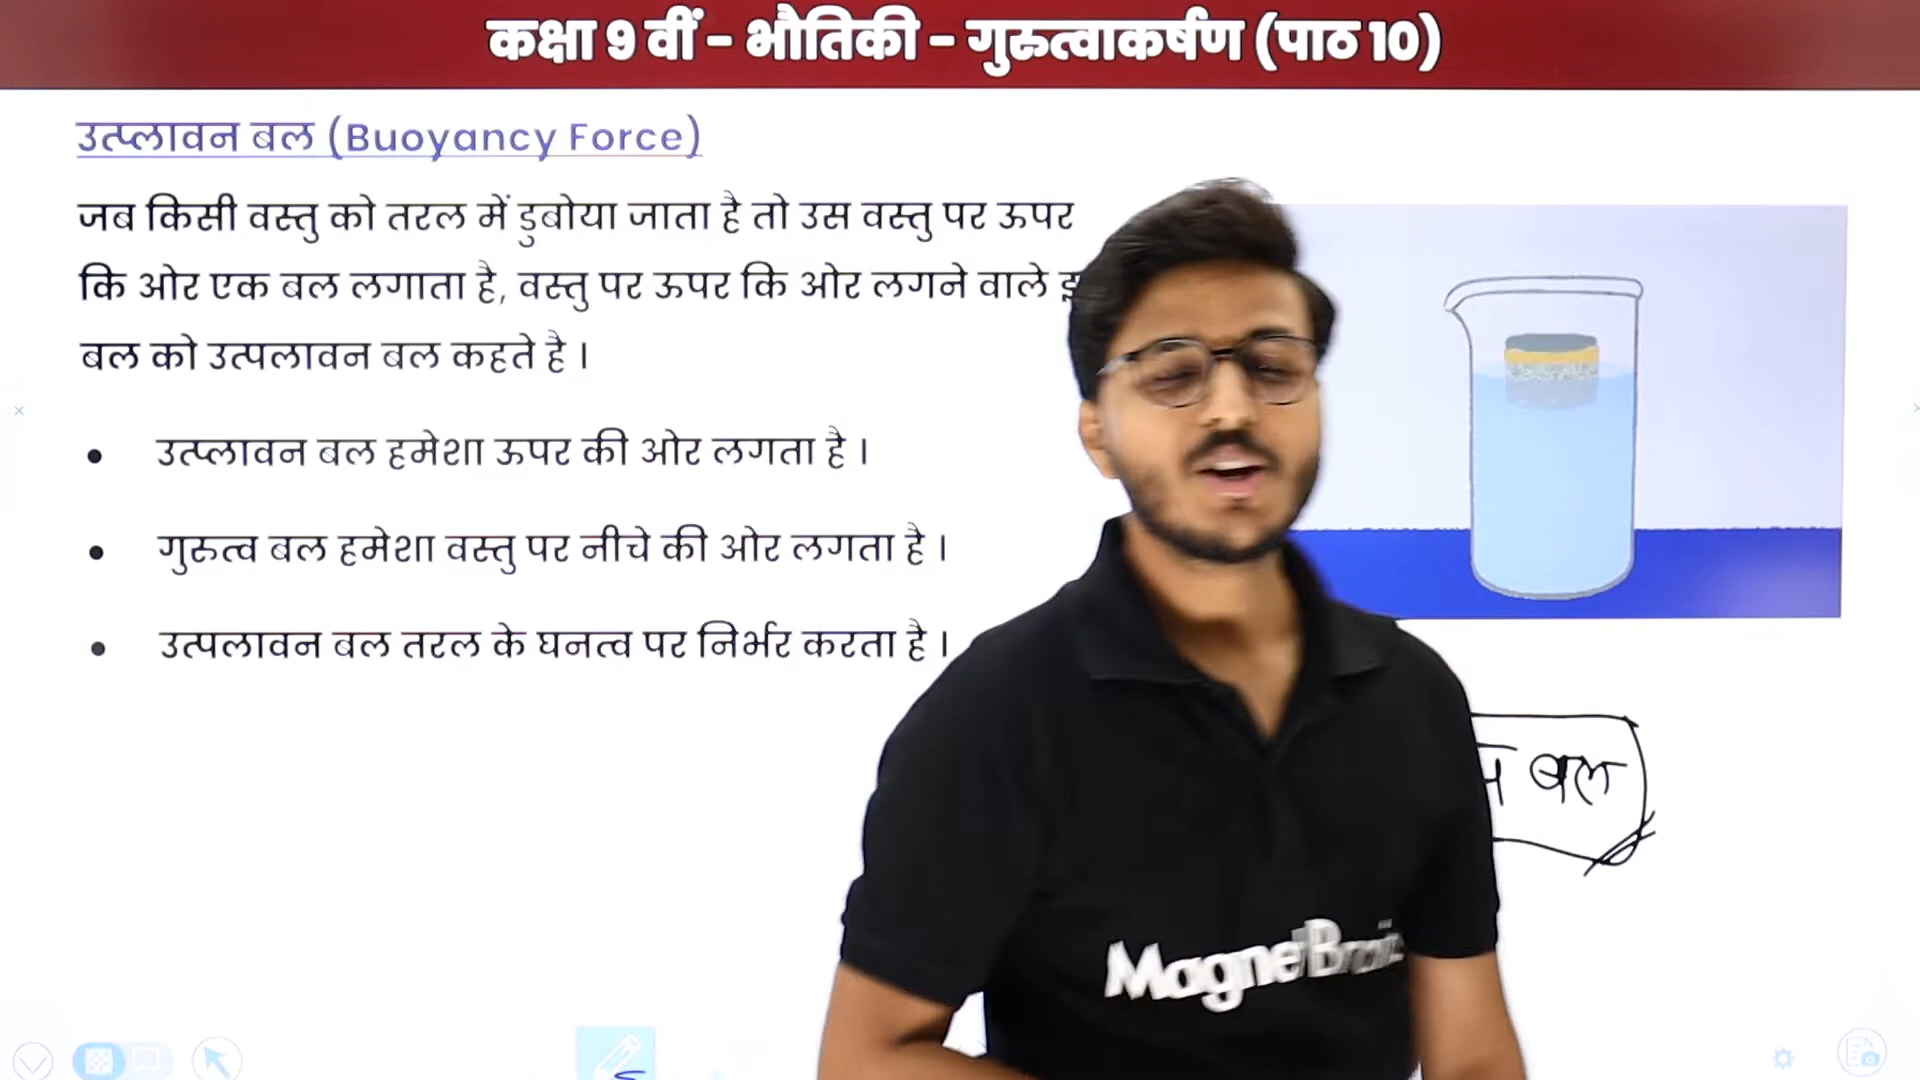 कक्षा 9 वीं - भौतिकी - गुरुत्वाकर्षण (पाठ 10)
उत्प्लावन बल (Buoyancy Force)
जब किसी वस्तु को तरल में डुबोया जाता है तो उस वस्तु पर ऊपर
कि ओर एक बल लगाता है, वस्तु पर ऊपर कि ओर लगने वाले
बल को उत्पलावन बल कहते है ।
• उत्प्लावन बल हमेशा ऊपर की ओर लगता है ।
• गुरुत्व बल हमेशा वस्तु पर नीचे की ओर लगता है ।
• उत्पलावन बल तरल के घनत्व पर निर्भर करता है ।
बल